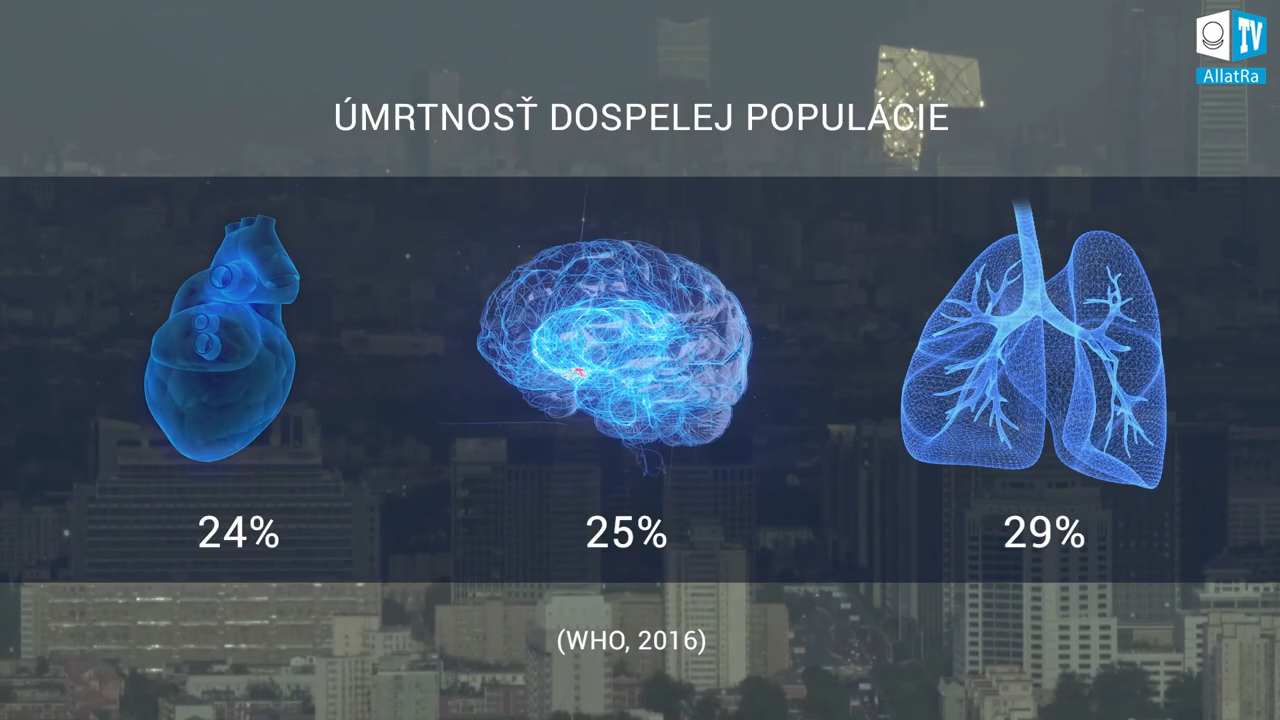 TV
AllatRa
ÚMRTNOSŤ DOSPELEJ POPULÁCIE
24%
25%
29%
(WHO, 2016)